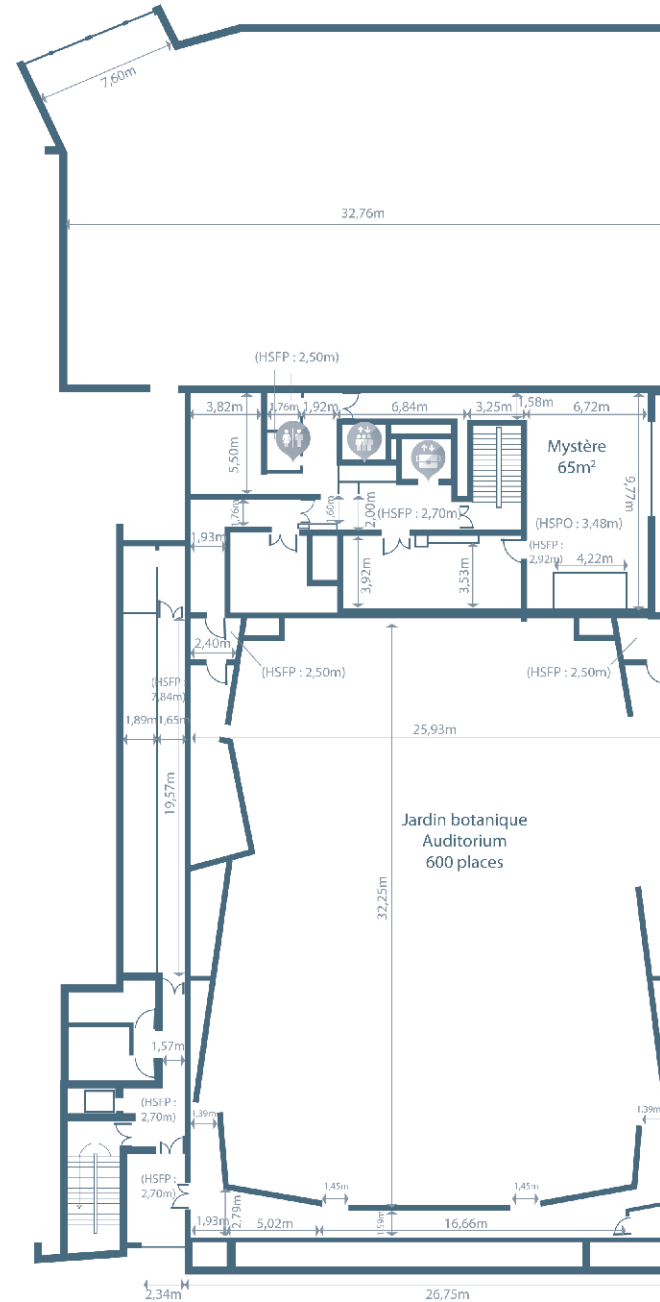 7,60m
32,76m
(HSFP : 2,50m)
3,82m
1,76m
1,92m
6,84m
3,25m
1,58m
6,72m
5,50m
Mystère
65m²
9,77m
1,76m
1,60m
2,00m
(HSFP : 2,70m)
(HSPO : 3,48m)
1,93m
3,92m
3,53m
(HSFP :
2,92m)
4,22m
2,40m
(HSFP : 2,50m)
(HSFP : 2,50m)
(HSFP :
7,84m)
1,89m
1,65m
25,93m
19,57m
Jardin botanique
Auditorium
600 places
32,25m
1,57m
(HSFP :
2,70m)
1,39m
1,39m
(HSFP :
2,70m)
1,45m
1,45m
1,93m
2,79m
5,02m
1,59m
16,66m
2,34m
26,75m